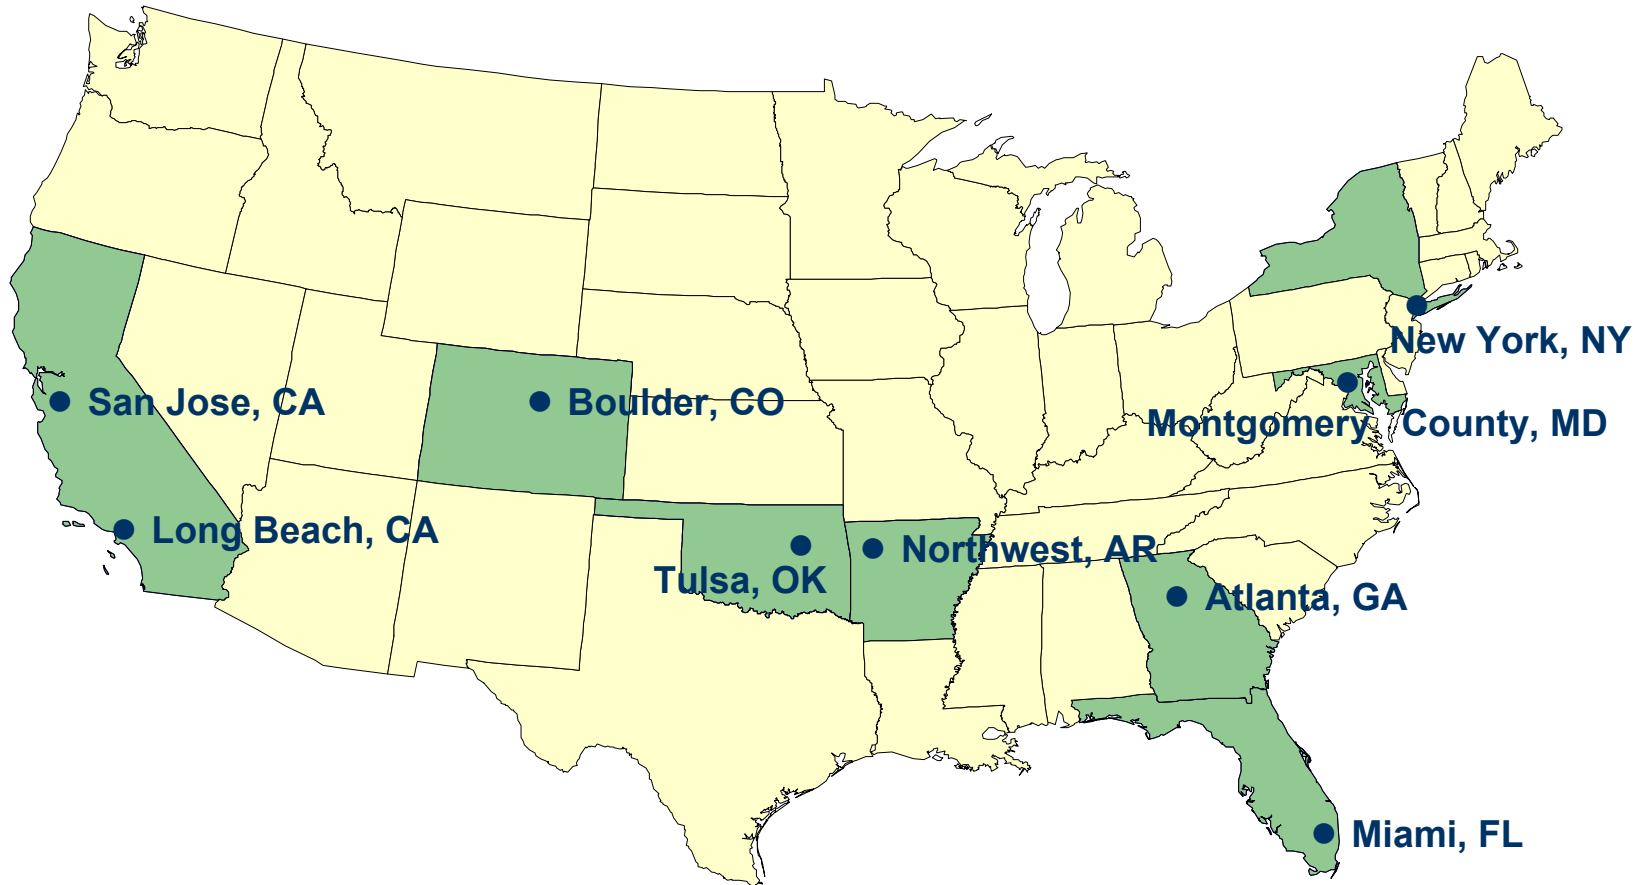 New York, NY
San Jose, CA
Boulder, CO
Montgomery County, MD
Long Beach, CA
Northwest, AR
Tulsa, OK
Atlanta, GA
Miami, FL